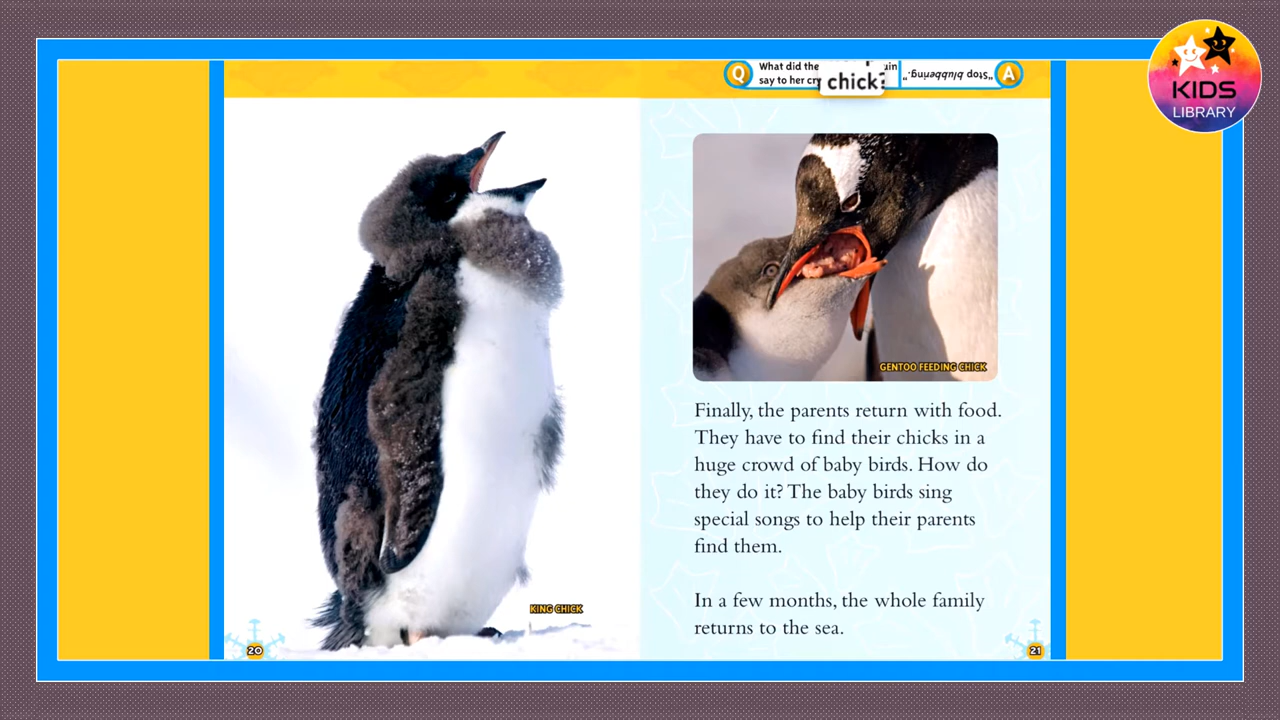 Q
What did the
say to her
chick?
"Stop blubbering."
A
KIDS
LIBRARY
GENTOO FEEDING CHICK
Finally, the parents return with food.
They have to find their chicks in a
huge crowd of baby birds. How do
they do it? The baby birds sing
special songs to help their parents
find them.
In a few months, the whole family
returns to the sea.
KING CHICK
20
21